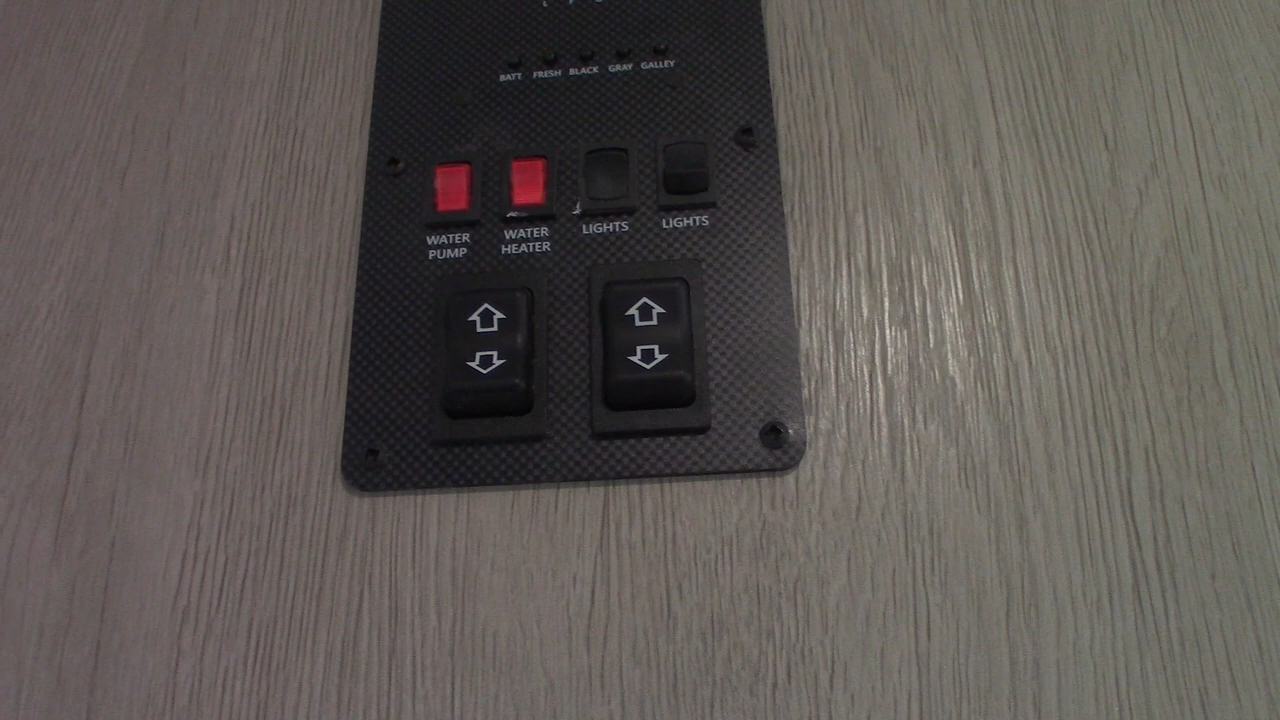 BATT FRESH BLACK GRAY GALLEY
WATER PUMP
WATER HEATER
LIGHTS
LIGHTS